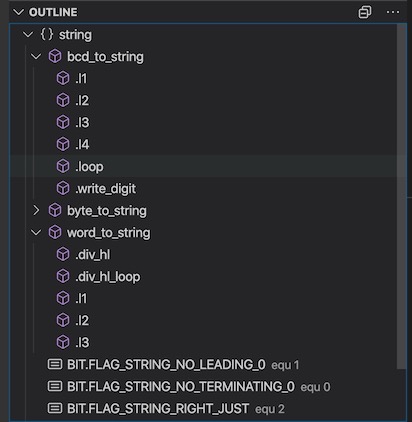 OUTLINE
{} string
bcd_to_string
.l1
.l2
.l3
.l4
.loop
.write_digit
byte_to_string
word_to_string
.div_hl
.div_hl_loop
.l1
.l2
.l3
BIT.FLAG_STRING_NO_LEADING_0 equ 1
BIT.FLAG_STRING_NO_TERMINATING_0 equ 0
BIT.FLAG_STRING_RIGHT_JUST equ 2